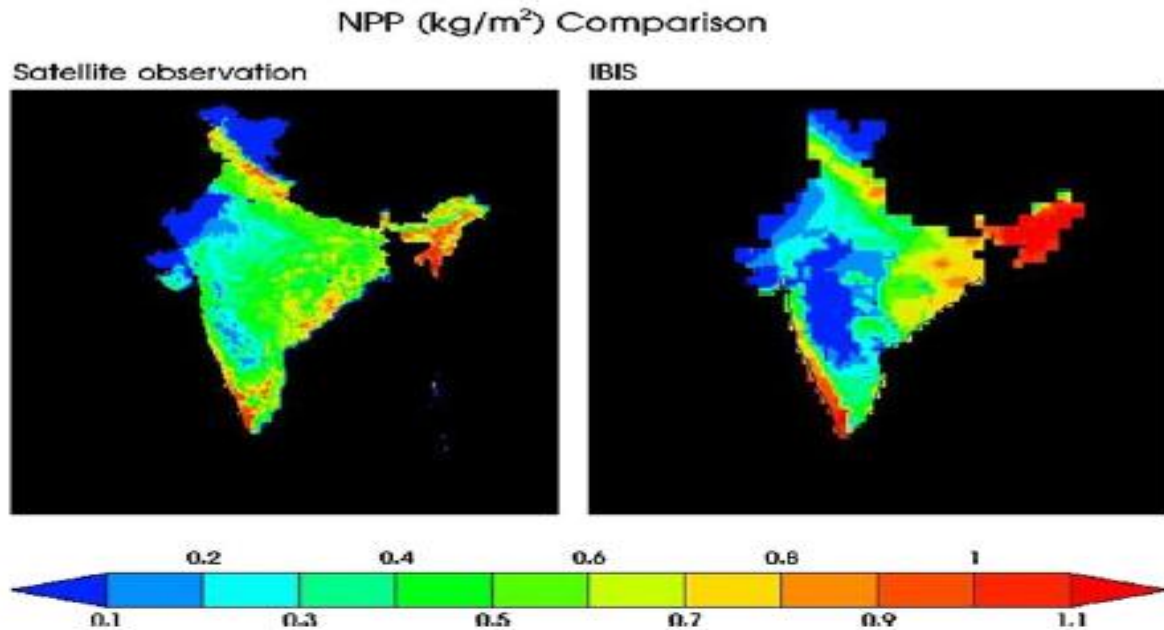 NPP (kg/m²) Comparison
Satellite observation
IBIS
0.2 0.4 0.6 0.8 1
0.1 0.3 0.5 0.7 0.9 1.1